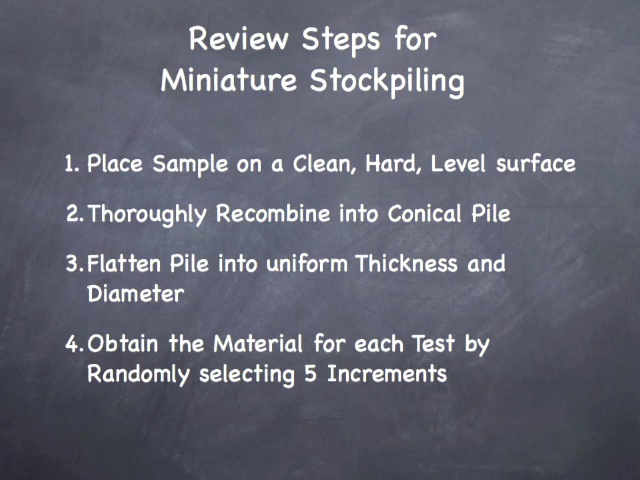 Review Steps for
Miniature Stockpiling
1. Place Sample on a Clean, Hard, Level surface
2. Thoroughly Recombine into Conical Pile
3. Flatten Pile into uniform Thickness and
Diameter
4. Obtain the Material for each Test by
Randomly selecting 5 Increments